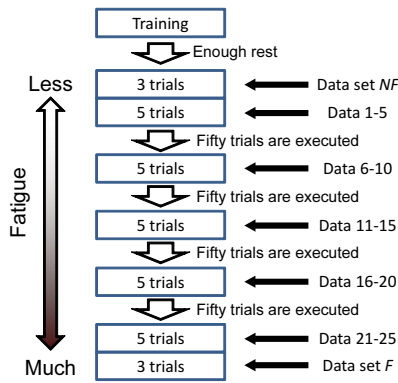 Training
Enough rest
Less
3 trials
Data set NF
5 trials
Data 1-5
Fifty trials are executed
5 trials
Data 6-10
Fifty trials are executed
Fatigue
5 trials
Data 11-15
Fifty trials are executed
5 trials
Data 16-20
Fifty trials are executed
5 trials
Data 21-25
Much
3 trials
Data set F